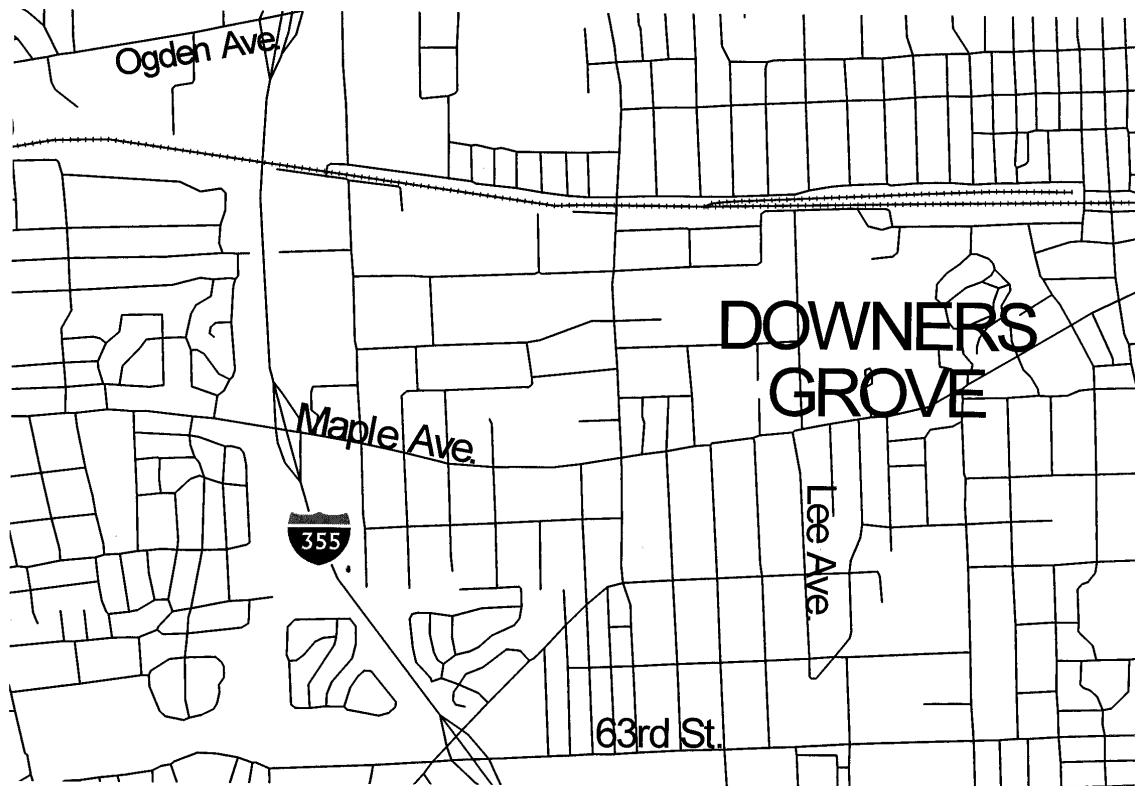 Ogden Ave.
DOWNERS
GROVE
Maple Ave.
Lee Ave.
355
63rd St.